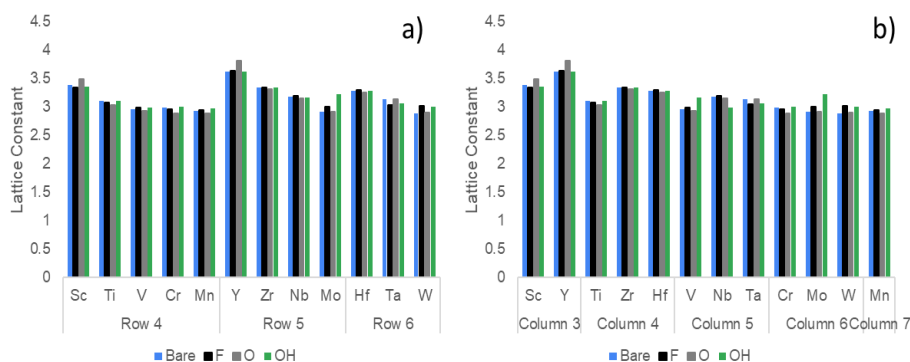 a)
Lattice Constant
4.5
4
3.5
3
2.5
2
1.5
1
0.5
0
Sc Ti V Cr Mn Y Zr Nb Mo Hf Ta W
Row 4 Row 5 Row 6
Bare F O OH
b)
Lattice Constant
4.5
4
3.5
3
2.5
2
1.5
1
0.5
0
Sc Y Ti Zr Hf V Nb Ta Cr Mo W Mn
Column 3 Column 4 Column 5 Column 6 Column 7
Bare F O OH